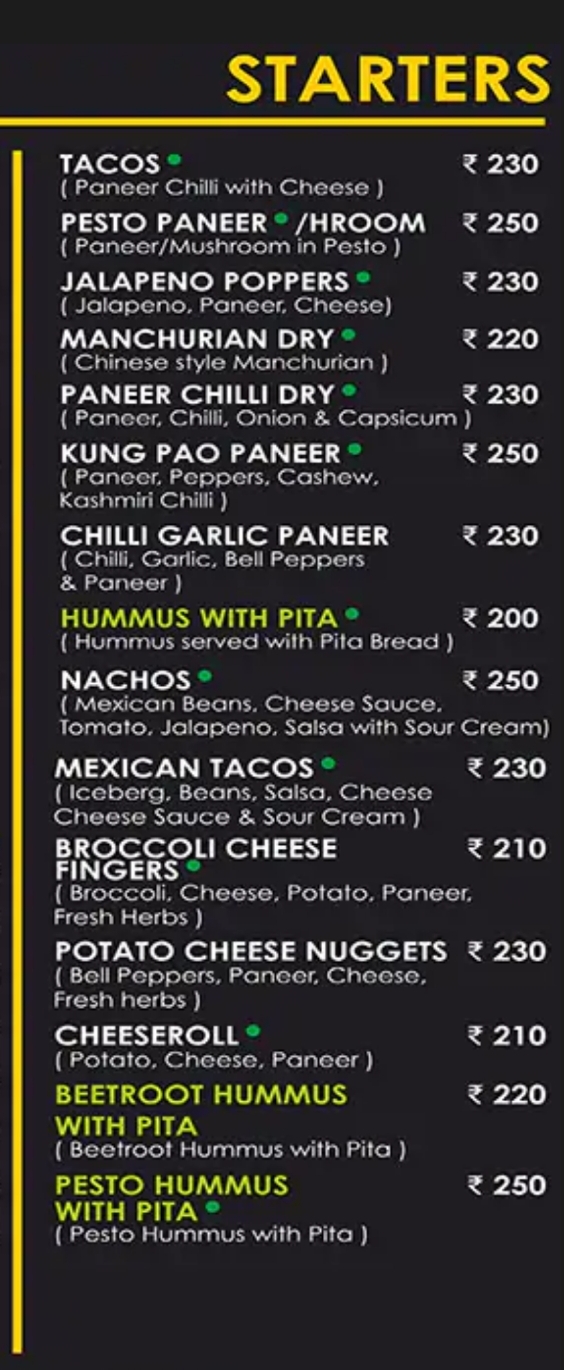 STARTERS
TACOS ₹ 230
( Paneer Chilli with Cheese )
PESTO PANEER /HROOM ₹ 250
( Paneer/Mushroom in Pesto )
JALAPENO POPPERS ₹ 230
( Jalapeno, Paneer, Cheese)
MANCHURIAN DRY ₹ 220
( Chinese style Manchurian )
PANEER CHILLI DRY ₹ 230
( Paneer, Chilli, Onion & Capsicum )
KUNG PAO PANEER ₹ 250
( Paneer, Peppers, Cashew,
Kashmiri Chilli )
CHILLI GARLIC PANEER ₹ 230
( Chilli, Garlic, Bell Peppers
& Paneer )
HUMMUS WITH PITA ₹ 200
( Hummus served with Pita Bread )
NACHOS ₹ 250
( Mexican Beans, Cheese Sauce,
Tomato, Jalapeno, Salsa with Sour Cream)
MEXICAN TACOS ₹ 230
( Iceberg, Beans, Salsa, Cheese
Cheese Sauce & Sour Cream )
BROCCOLI CHEESE ₹ 210
FINGERS
( Broccoli, Cheese, Potato, Paneer,
Fresh Herbs )
POTATO CHEESE NUGGETS ₹ 230
( Bell Peppers, Paneer, Cheese,
Fresh herbs )
CHEESEROLL ₹ 210
( Potato, Cheese, Paneer )
BEETROOT HUMMUS ₹ 220
WITH PITA
( Beetroot Hummus with Pita )
PESTO HUMMUS ₹ 250
WITH PITA
( Pesto Hummus with Pita )